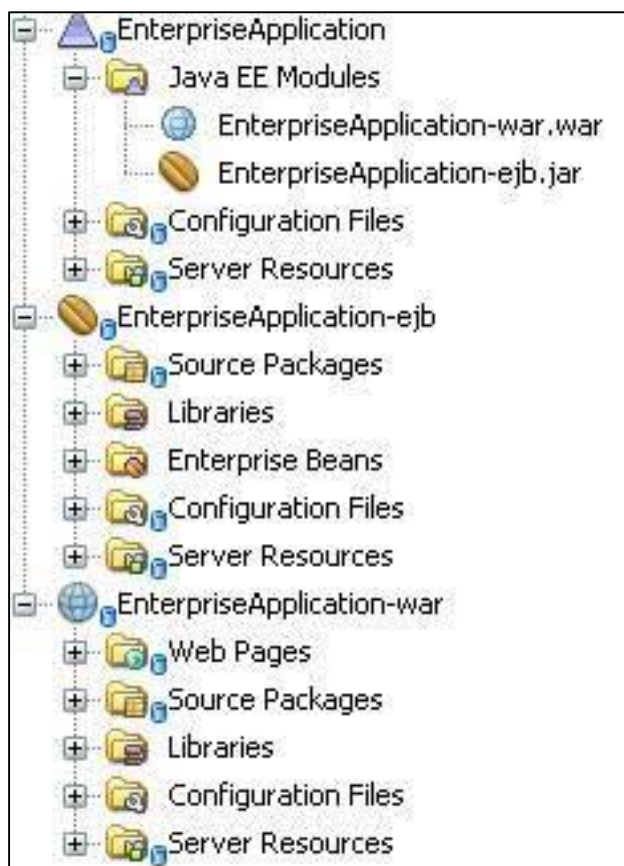 EnterpriseApplication
Java EE Modules
EnterpriseApplication-war.war
EnterpriseApplication-ejb.jar
Configuration Files
Server Resources
EnterpriseApplication-ejb
Source Packages
Libraries
Enterprise Beans
Configuration Files
Server Resources
EnterpriseApplication-war
Web Pages
Source Packages
Libraries
Configuration Files
Server Resources